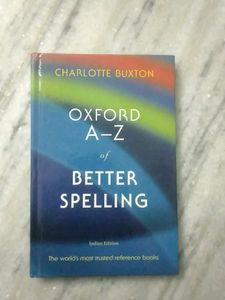 CHARLOTTE BUXTON
OXFORD
A–Z
of
BETTER
SPELLING
Indian Edition
The world's most trusted reference books